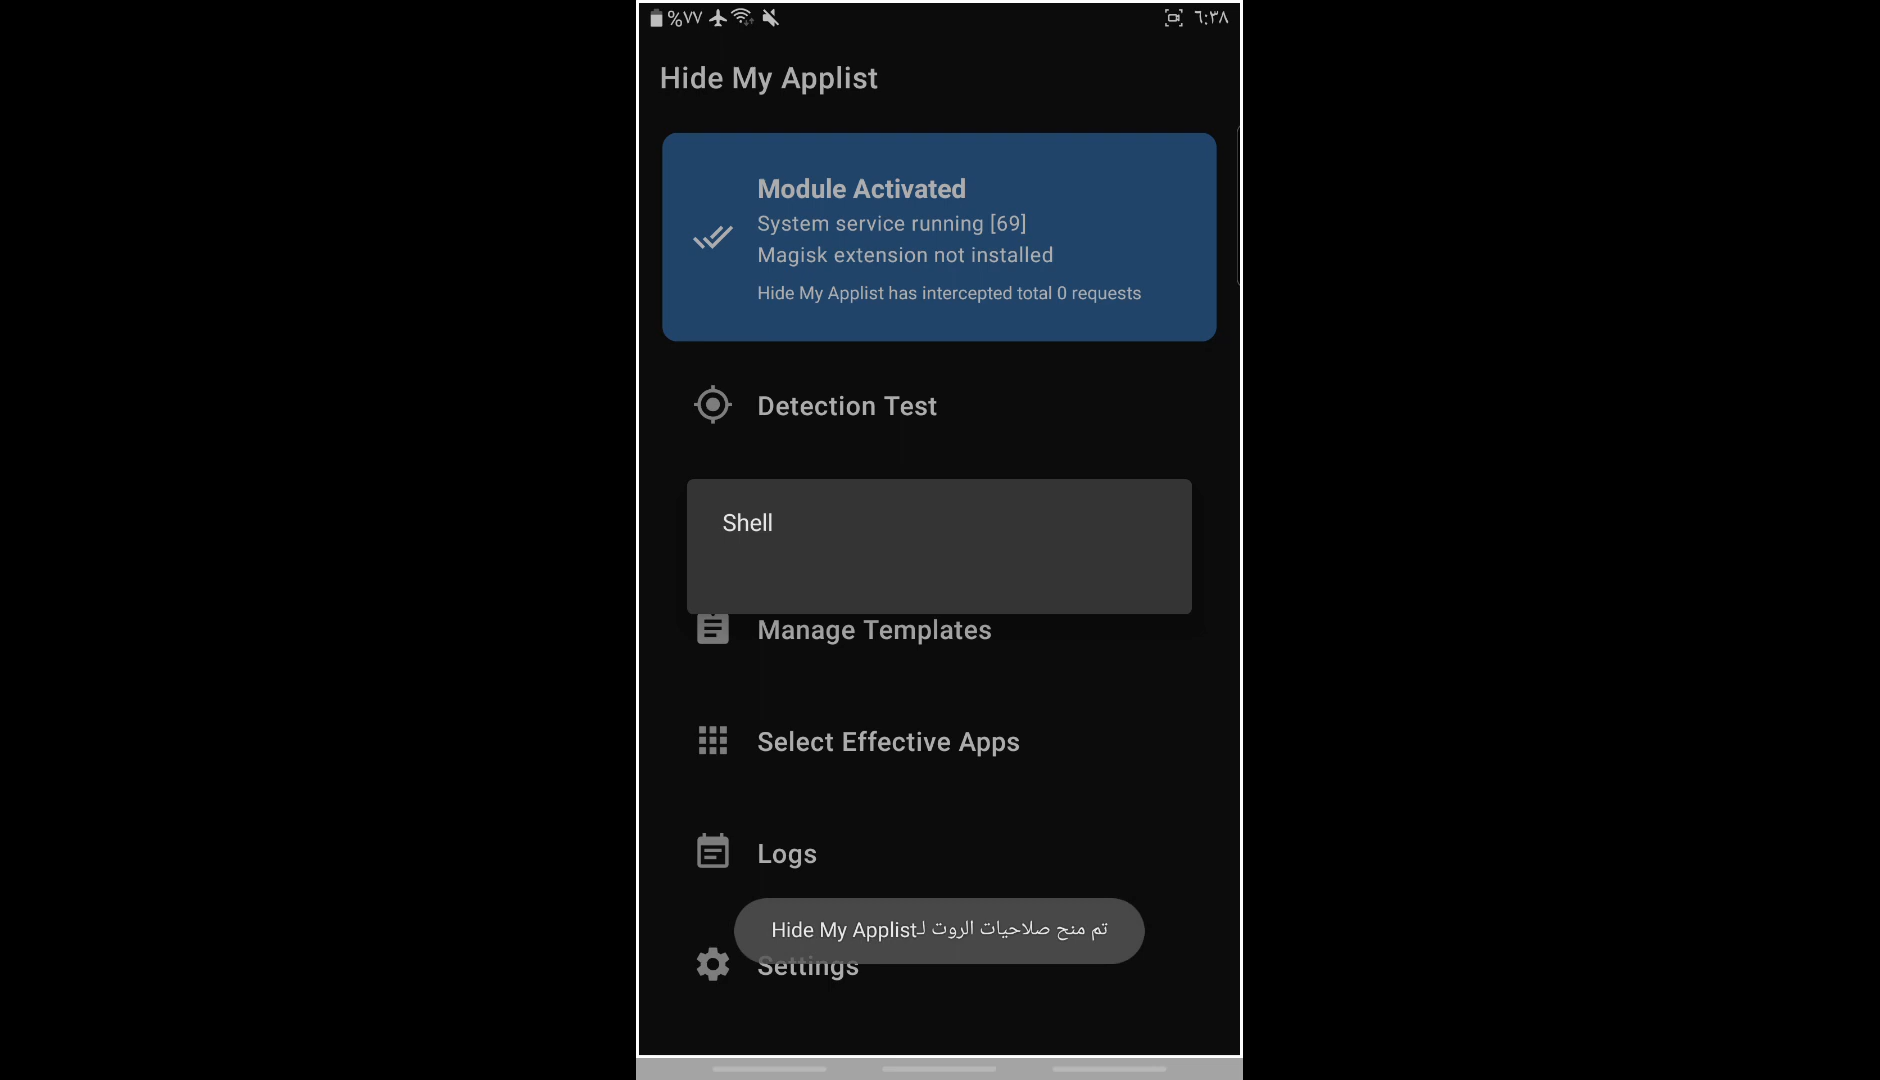 %٧٧
٦:٣٨
Hide My Applist
Module Activated
System service running [69]
Magisk extension not installed
Hide My Applist has intercepted total 0 requests
Detection Test
Shell
Manage Templates
Select Effective Apps
Logs
تم منح صلاحيات الروت لـHide My Applist
Settings